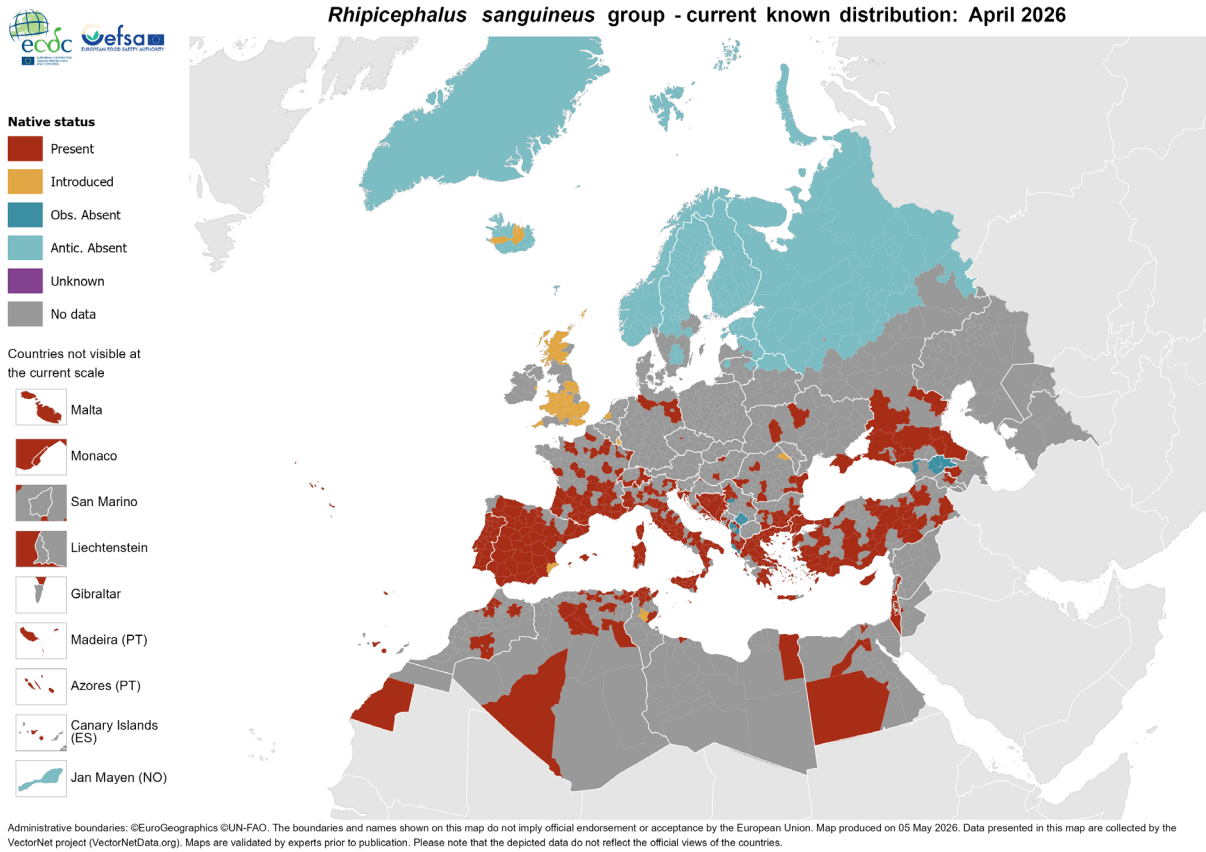 Rhipicephalus sanguineus group - current known distribution: April 2026
ecdc
efsa
EUROPEAN FOOD SAFETY AUTHORITY
Native status
Present
Introduced
Obs. Absent
Antic. Absent
Unknown
No data
Countries not visible at
the current scale
Malta
Monaco
San Marino
Liechtenstein
Gibraltar
Madeira (PT)
Azores (PT)
Canary Islands
(ES)
Jan Mayen (NO)
Administrative boundaries: ©EuroGeographics ©UN-FAO. The boundaries and names shown on this map do not imply official endorsement or acceptance by the European Union. Map produced on 05 May 2026. Data presented in this map are collected by the
VectorNet project (VectorNetData.org). Maps are validated by experts prior to publication. Please note that the depicted data do not reflect the official views of the countries.